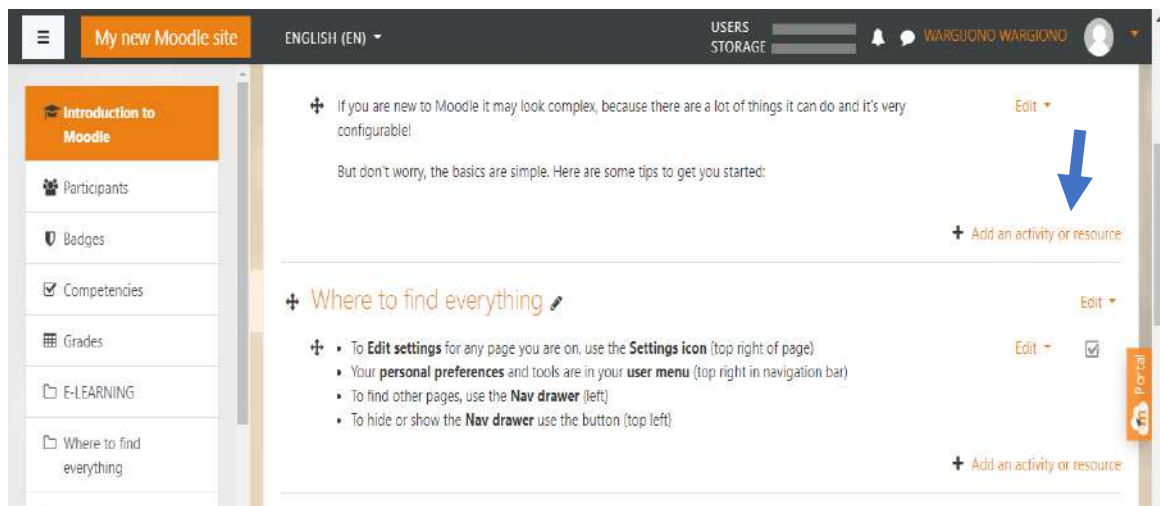 My new Moodle site
ENGLISH (EN)
USERS
STORAGE
WARGUONO WARGIONO
Introduction to
Moodle
Participants
Badges
Competencies
Grades
E-LEARNING
Where to find
everything
If you are new to Moodle it may look complex, because there are a lot of things it can do and it's very
configurable!
Edit
But don't worry, the basics are simple. Here are some tips to get you started:
+ Add an activity or resource
Where to find everything
Edit
• To Edit settings for any page you are on, use the Settings icon (top right of page)
Edit
• Your personal preferences and tools are in your user menu (top right in navigation bar)
• To find other pages, use the Nav drawer (left)
• To hide or show the Nav drawer use the button (top left)
+ Add an activity or resource
m Portal